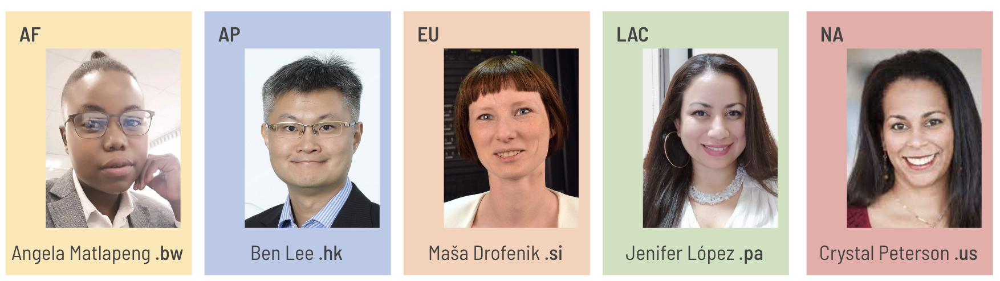 AF
AP
EU
LAC
NA
Angela Matlapeng .bw
Ben Lee .hk
Maša Drofenik .si
Jenifer López .pa
Crystal Peterson .us